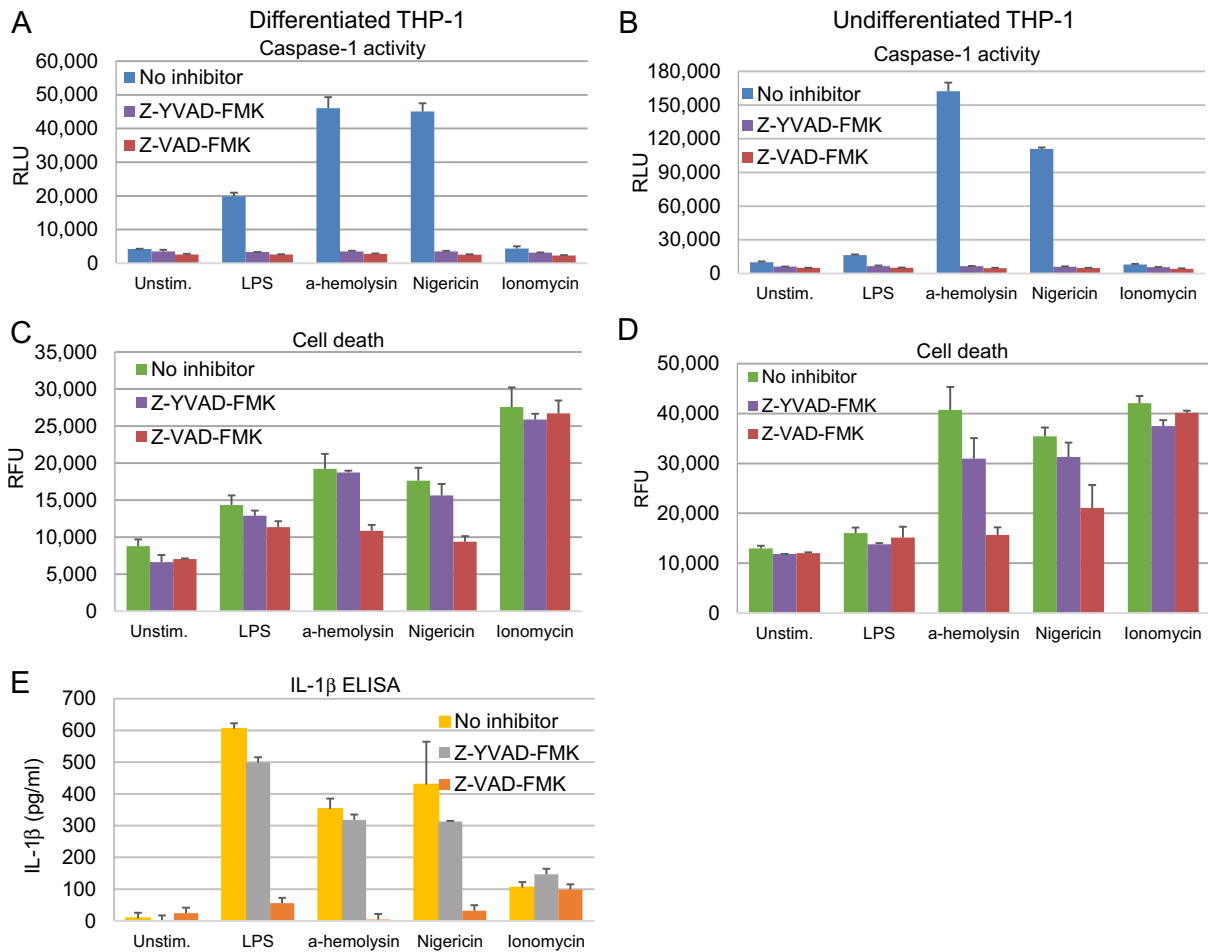 A
Differentiated THP-1
Caspase-1 activity
60,000
50,000
40,000
30,000
20,000
10,000
0
RLU
No inhibitor
Z-YVAD-FMK
Z-VAD-FMK
Unstim. LPS a-hemolysin Nigericin Ionomycin
B
Undifferentiated THP-1
Caspase-1 activity
180,000
150,000
120,000
90,000
60,000
30,000
0
RLU
No inhibitor
Z-YVAD-FMK
Z-VAD-FMK
Unstim. LPS a-hemolysin Nigericin Ionomycin
C
Cell death
35,000
30,000
25,000
20,000
15,000
10,000
5,000
0
RFU
No inhibitor
Z-YVAD-FMK
Z-VAD-FMK
Unstim. LPS a-hemolysin Nigericin Ionomycin
D
Cell death
50,000
40,000
30,000
20,000
10,000
0
RFU
No inhibitor
Z-YVAD-FMK
Z-VAD-FMK
Unstim. LPS a-hemolysin Nigericin Ionomycin
E
IL-1β ELISA
700
600
500
400
300
200
100
0
IL-1β (pg/ml)
No inhibitor
Z-YVAD-FMK
Z-VAD-FMK
Unstim. LPS a-hemolysin Nigericin Ionomycin